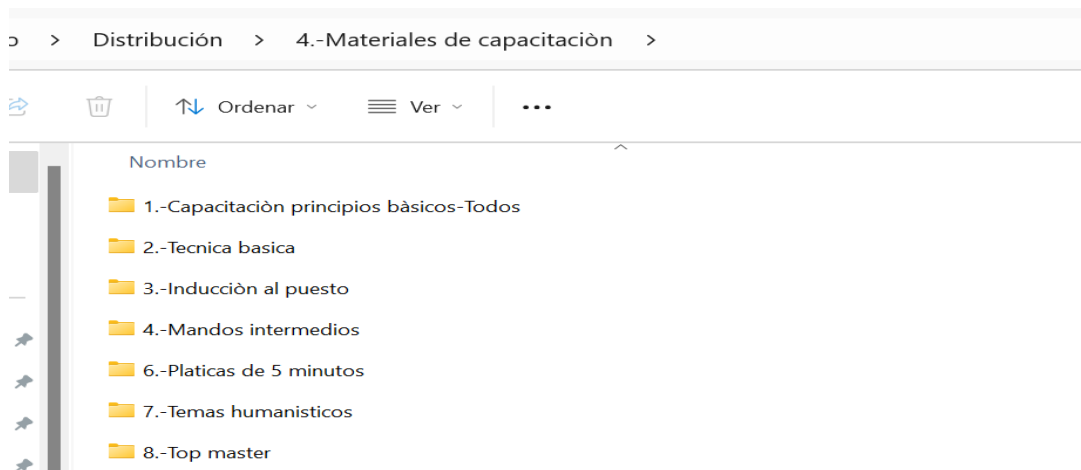 > Distribución > 4.-Materiales de capacitaciòn >
Ordenar Ver ...
Nombre
1.-Capacitaciòn principios bàsicos-Todos
2.-Tecnica basica
3.-Inducciòn al puesto
4.-Mandos intermedios
6.-Platicas de 5 minutos
7.-Temas humanisticos
8.-Top master